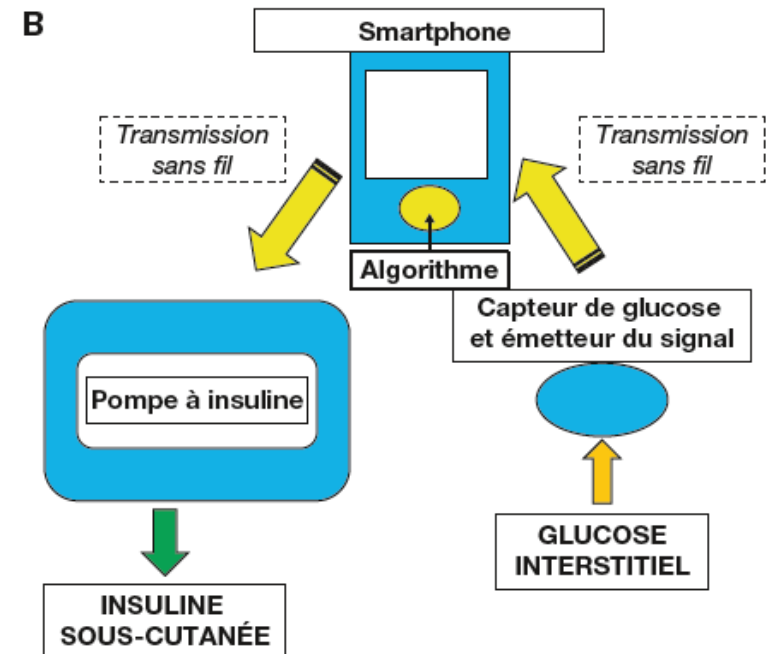 B
Smartphone
Transmission
sans fil
Transmission
sans fil
Algorithme
Capteur de glucose
et émetteur du signal
Pompe à insuline
GLUCOSE
INTERSTITIEL
INSULINE
SOUS-CUTANÉE